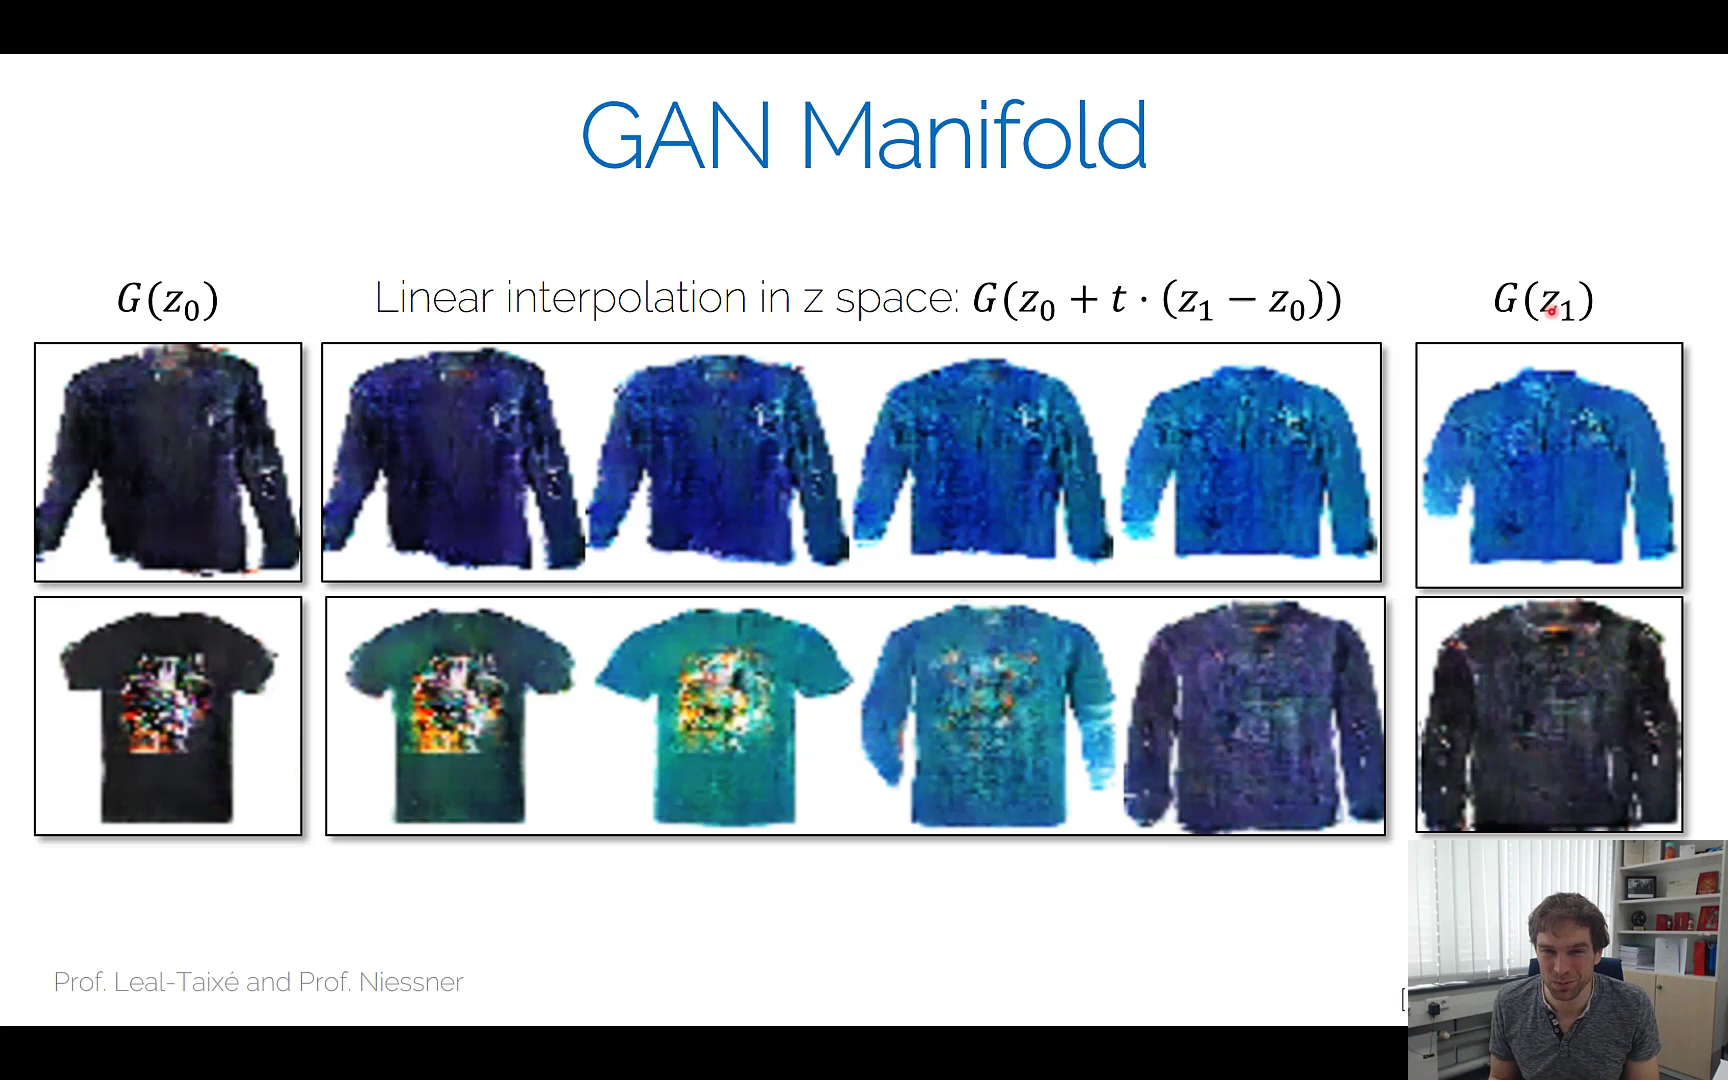 GAN Manifold
G(z₀)
Linear interpolation in z space: G(z₀ + t · (z₁ − z₀))
G(z₁)
Prof. Leal-Taixé and Prof. Niessner
[